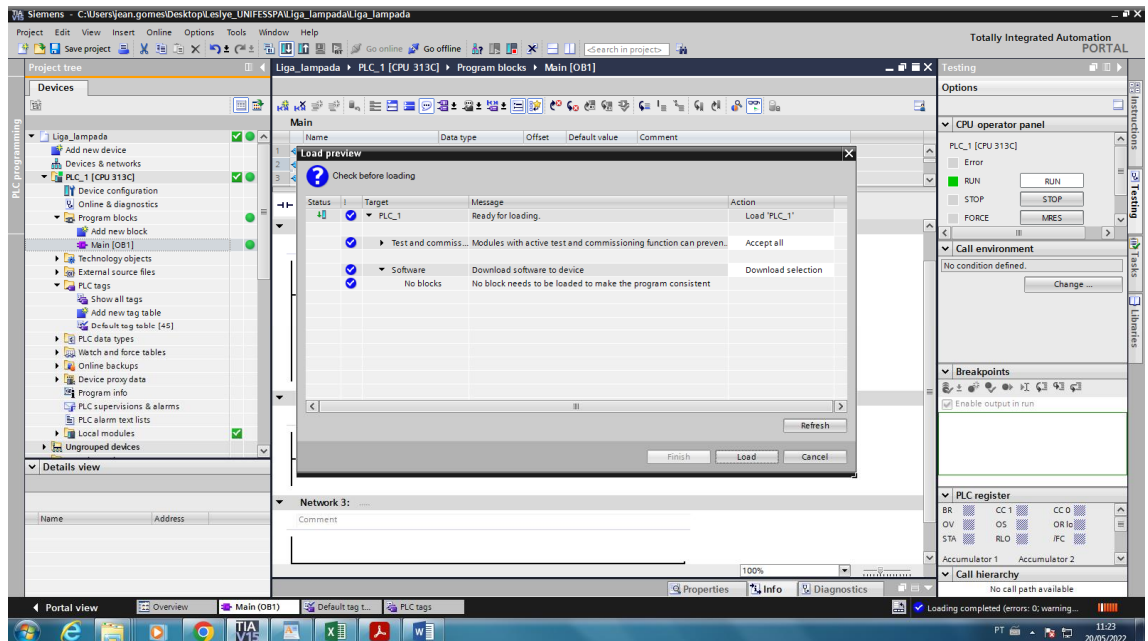 Siemens - C:\Users\jean.gomes\Desktop\Leslye_UNIFESSPA\Liga_lampada\Liga_lampada
Project Edit View Insert Online Options Tools Window Help
Totally Integrated Automation
PORTAL
Save project Go online Go offline <Search in project>
Project tree
Liga_lampada ▸ PLC_1 [CPU 313C] ▸ Program blocks ▸ Main [OB1]
Testing
Devices
Options
PLC programming
Liga_lampada
Add new device
Devices & networks
PLC_1 [CPU 313C]
Device configuration
Online & diagnostics
Program blocks
Add new block
Main [OB1]
Technology objects
External source files
PLC tags
Show all tags
Add new tag table
Default tag table [45]
PLC data types
Watch and force tables
Online backups
Device proxy data
Program info
PLC supervisions & alarms
PLC alarm text lists
Local modules
Ungrouped devices
Details view
Name Address
Main
Name Data type Offset Default value Comment
1
2
3
Load preview
? Check before loading
Status ! Target Message Action
PLC_1 Ready for loading. Load 'PLC_1'
Test and commiss... Modules with active test and commissioning function can preven.. Accept all
Software Download software to device Download selection
No blocks No block needs to be loaded to make the program consistent
Refresh
Finish Load Cancel
Network 3: .....
Comment
100%
Properties Info Diagnostics
CPU operator panel
PLC_1 [CPU 313C]
Error
RUN RUN
STOP STOP
FORCE MRES
Call environment
No condition defined.
Change ...
Breakpoints
Enable output in run
PLC register
BR CC 1 CC 0
OV OS OR lo
STA RLO /FC
Accumulator 1 Accumulator 2
Call hierarchy
No call path available
Instructions
Testing
Tasks
Libraries
Portal view Overview Main (OB1) Default tag t... PLC tags
Loading completed (errors: 0; warning...
TIA
V15
PT
11:23
20/05/2022